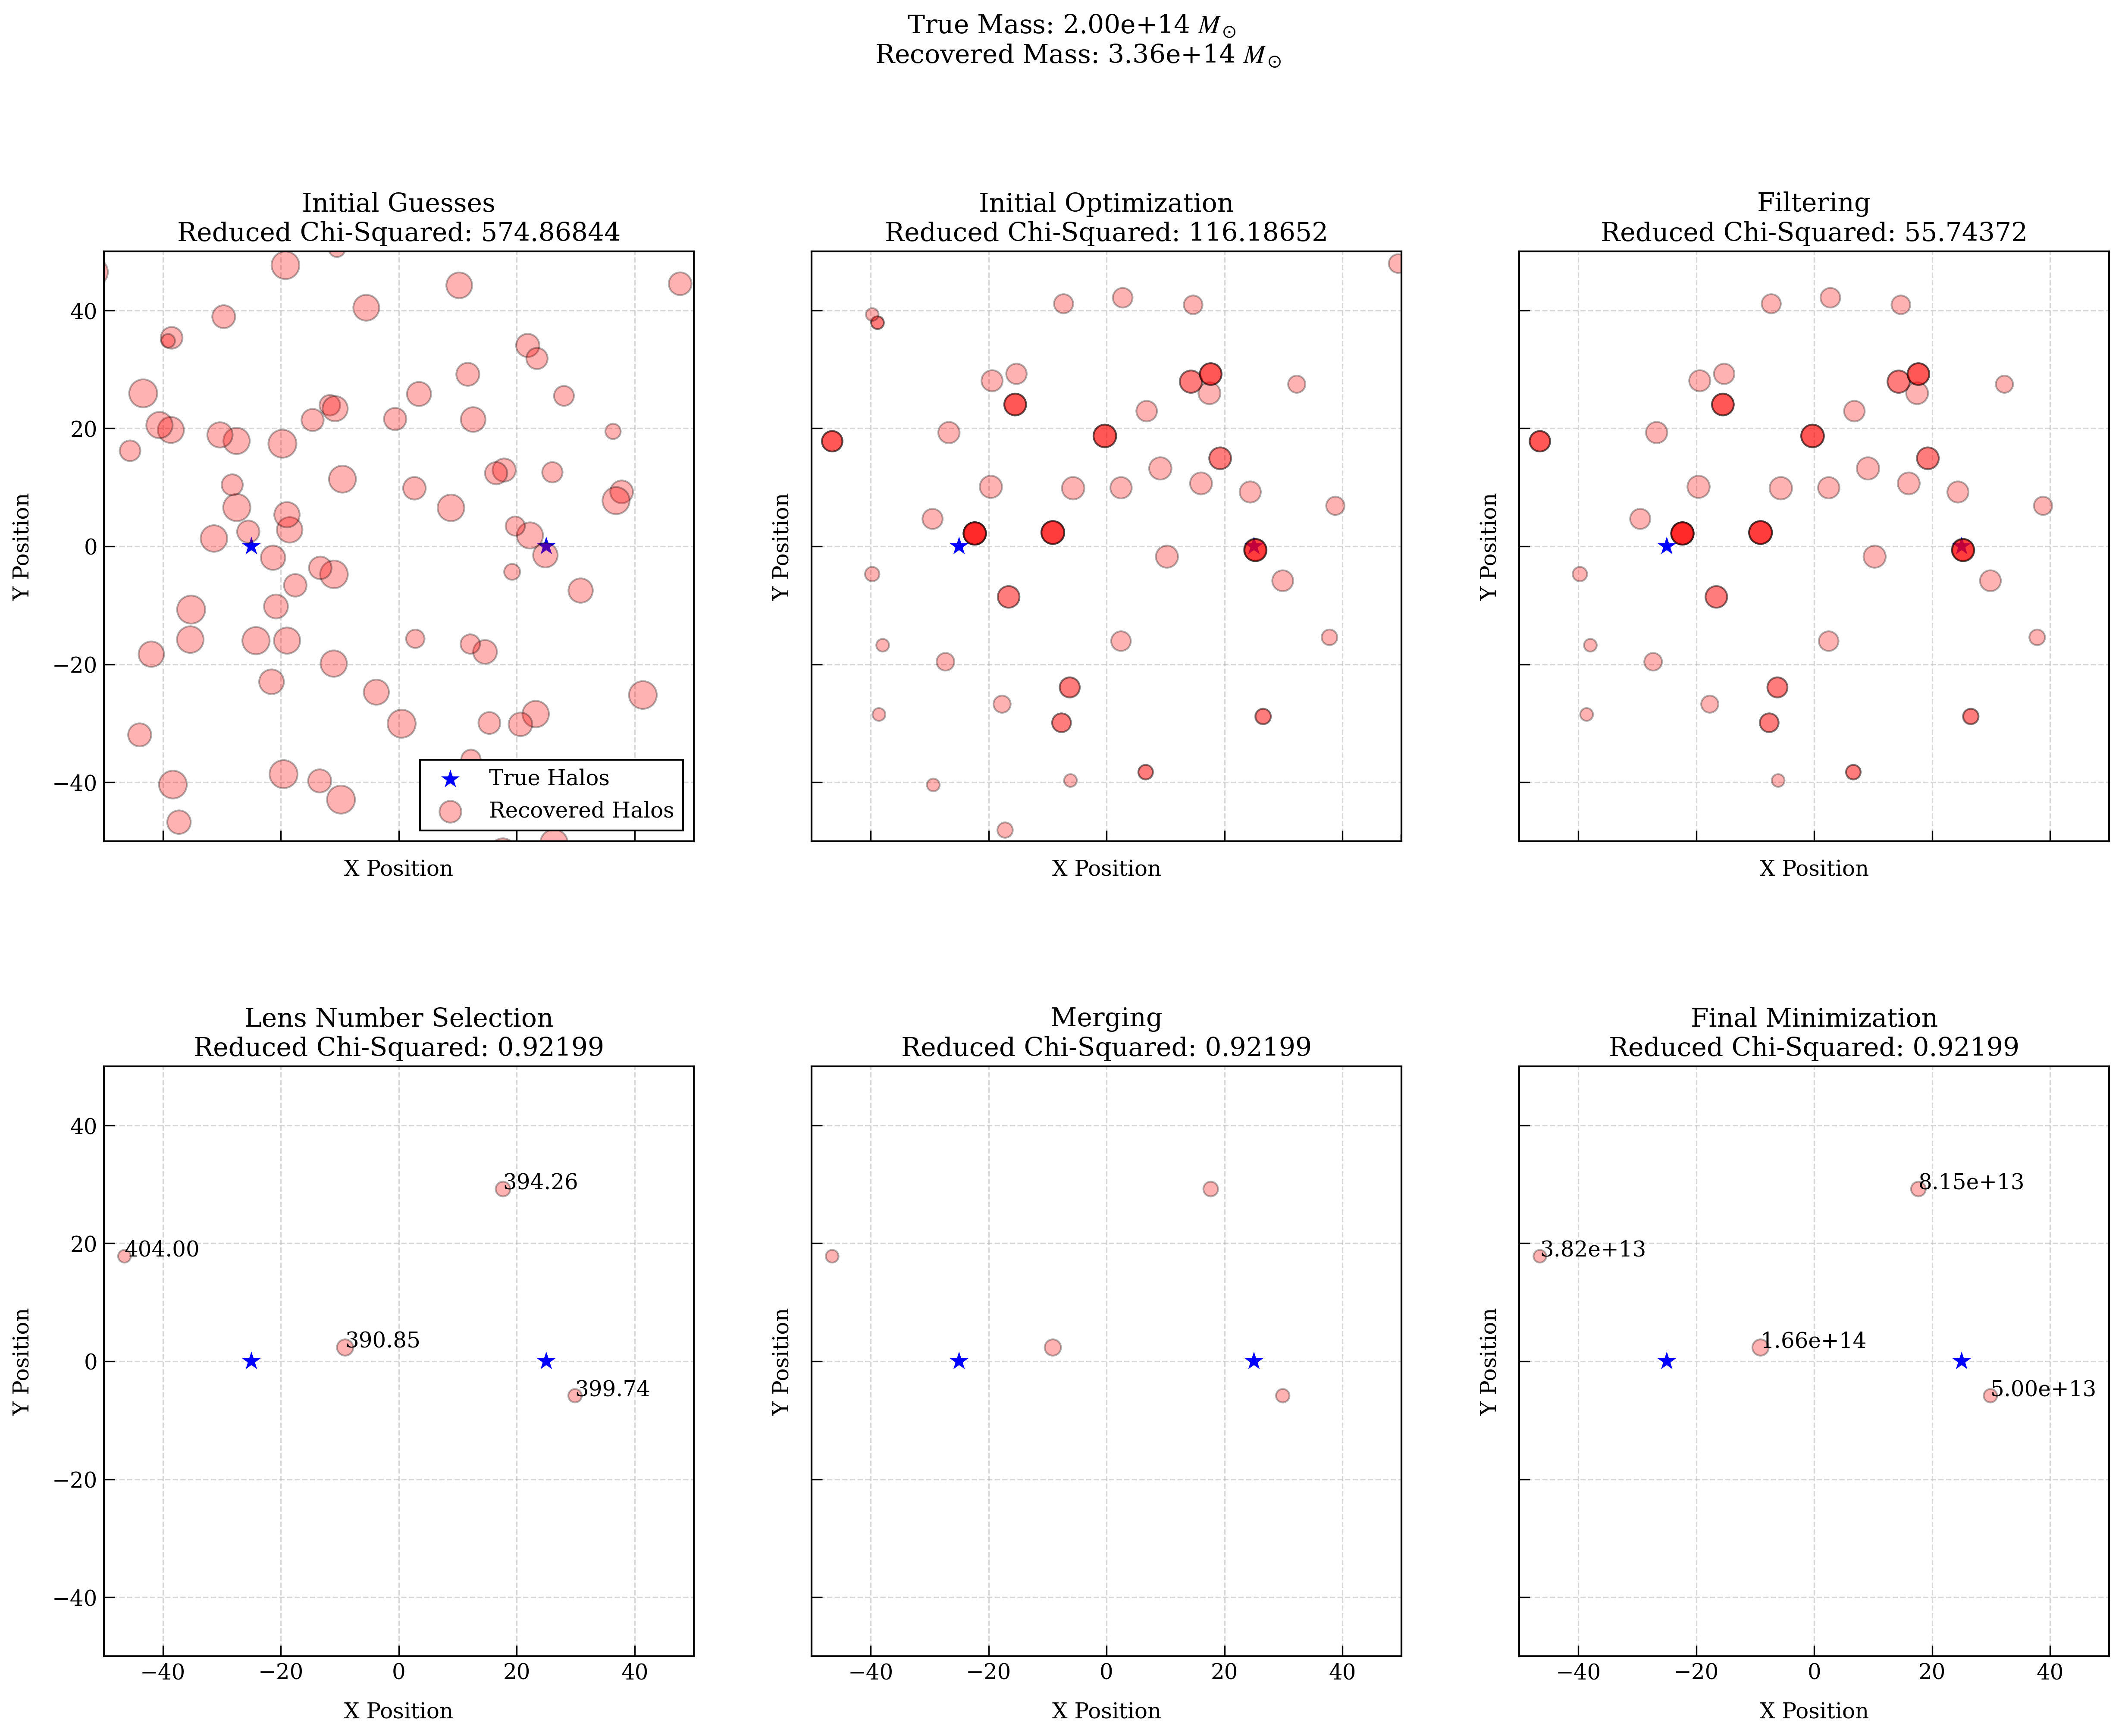 True Mass: 2.00e+14 M☉
Recovered Mass: 3.36e+14 M☉
Initial Guesses
Reduced Chi-Squared: 574.86844
Y Position
40
20
0
−20
−40
True Halos
Recovered Halos
X Position
Initial Optimization
Reduced Chi-Squared: 116.18652
Y Position
X Position
Filtering
Reduced Chi-Squared: 55.74372
Y Position
X Position
Lens Number Selection
Reduced Chi-Squared: 0.92199
Y Position
40
20
0
−20
−40
394.26
404.00
390.85
399.74
−40 −20 0 20 40
X Position
Merging
Reduced Chi-Squared: 0.92199
Y Position
−40 −20 0 20 40
X Position
Final Minimization
Reduced Chi-Squared: 0.92199
Y Position
8.15e+13
3.82e+13
1.66e+14
5.00e+13
−40 −20 0 20 40
X Position